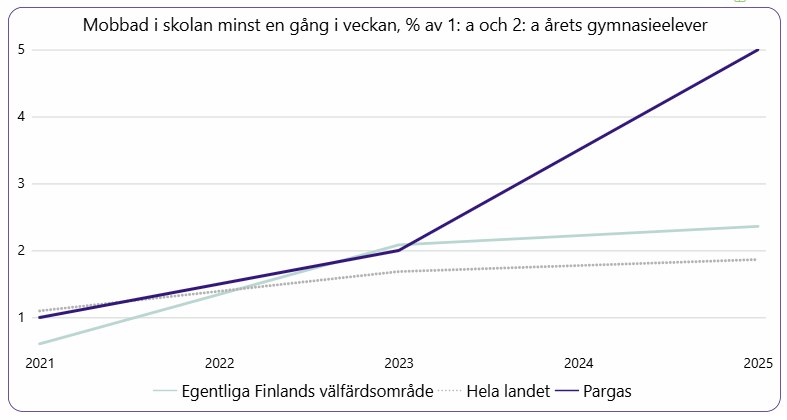 Mobbad i skolan minst en gång i veckan, % av 1: a och 2: a årets gymnasieelever
5
4
3
2
1
2021 2022 2023 2024 2025
Egentliga Finlands välfärdsområde Hela landet Pargas